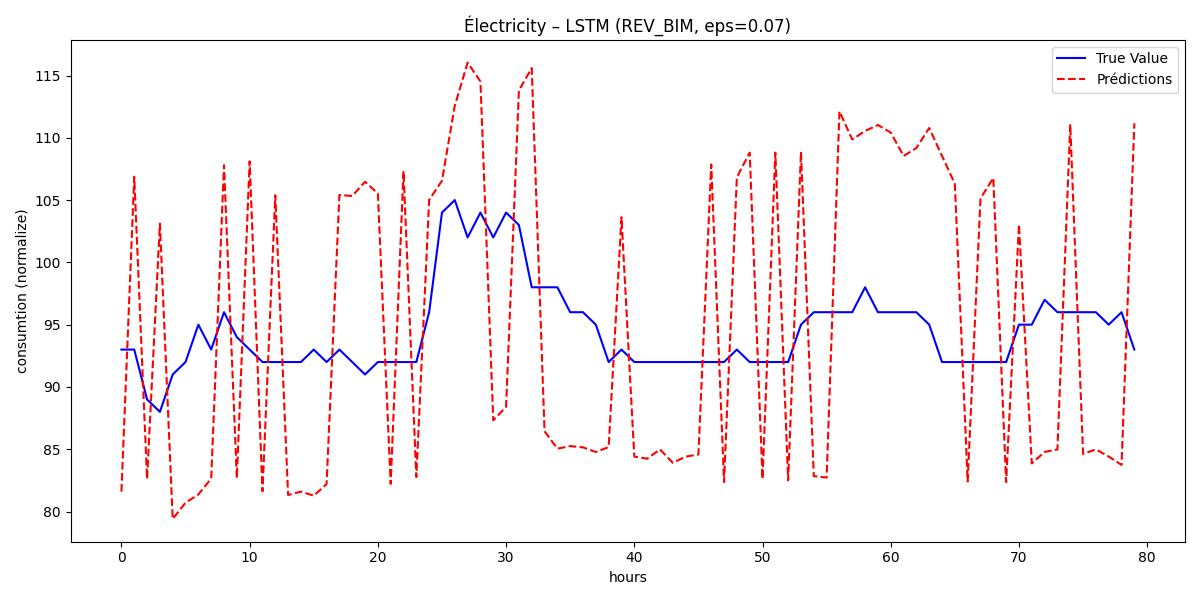 Électricity – LSTM (REV_BIM, eps=0.07)
True Value
Prédictions
consumtion (normalize)
115
110
105
100
95
90
85
80
0 10 20 30 40 50 60 70 80
hours